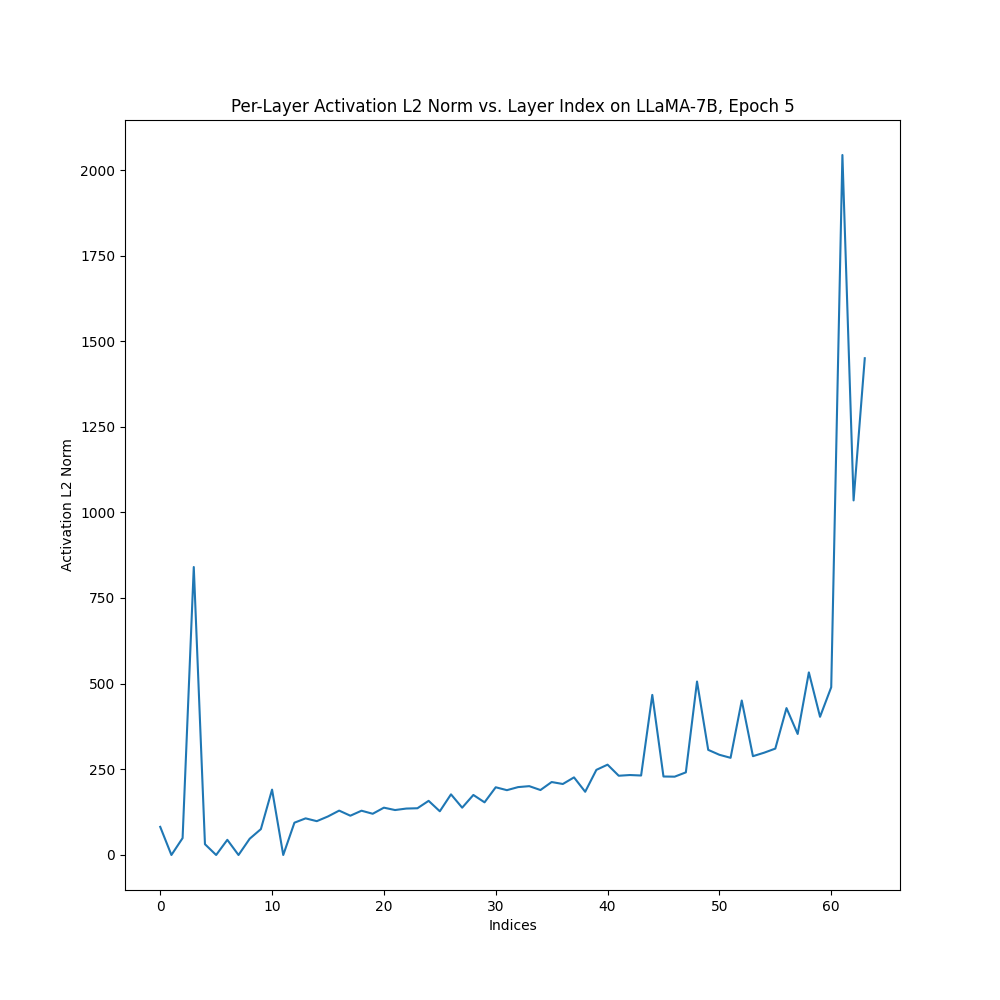 Per-Layer Activation L2 Norm vs. Layer Index on LLaMA-7B, Epoch 5
2000
1750
1500
1250
1000
750
500
250
0
Activation L2 Norm
0 10 20 30 40 50 60
Indices